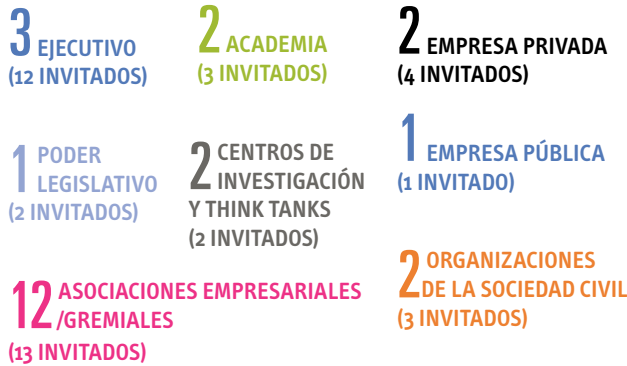 3 EJECUTIVO
(12 INVITADOS)
2 ACADEMIA
(3 INVITADOS)
2 EMPRESA PRIVADA
(4 INVITADOS)
1 PODER
LEGISLATIVO
(2 INVITADOS)
2 CENTROS DE
INVESTIGACIÓN
Y THINK TANKS
(2 INVITADOS)
1 EMPRESA PÚBLICA
(1 INVITADO)
12 ASOCIACIONES EMPRESARIALES
/GREMIALES
(13 INVITADOS)
2 ORGANIZACIONES
DE LA SOCIEDAD CIVIL
(3 INVITADOS)